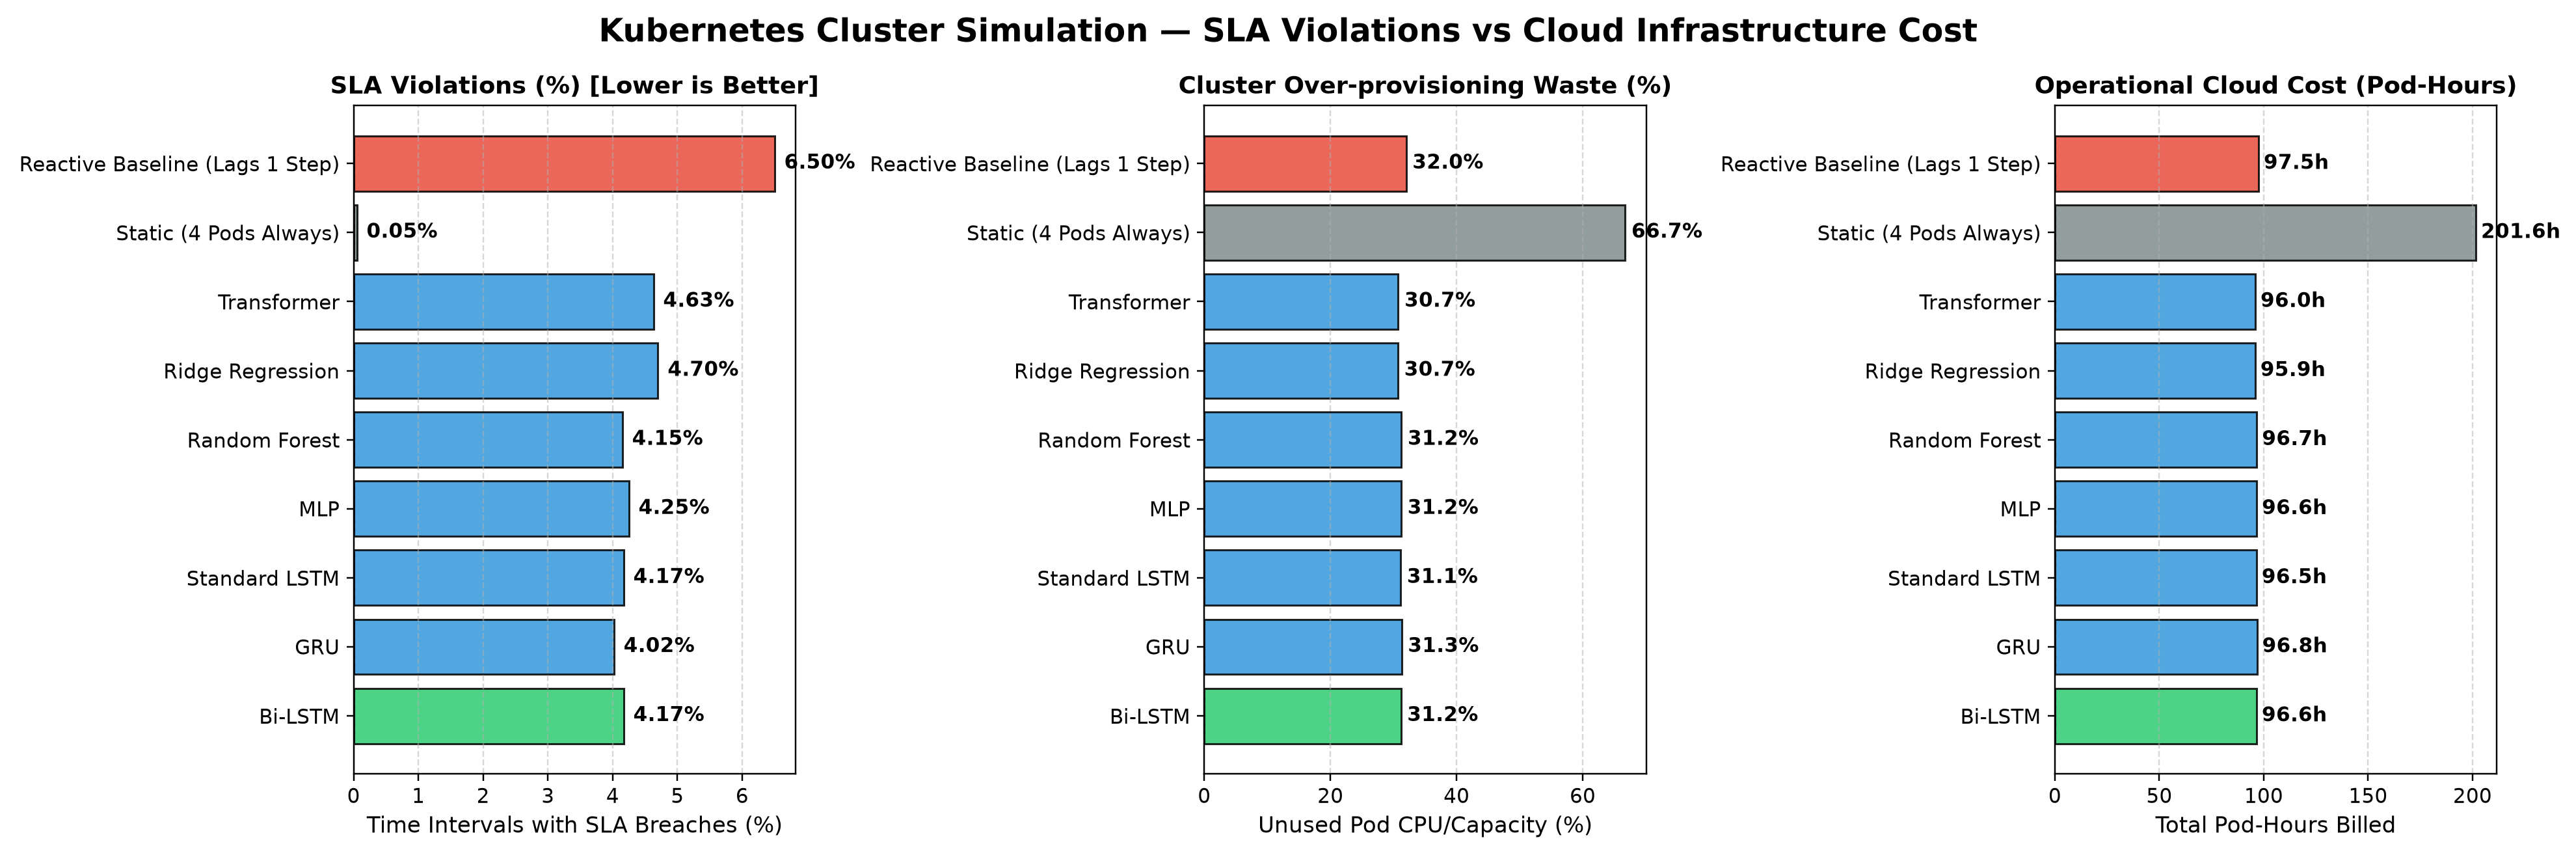 Kubernetes Cluster Simulation — SLA Violations vs Cloud Infrastructure Cost
SLA Violations (%) [Lower is Better]
Reactive Baseline (Lags 1 Step)
6.50%
Static (4 Pods Always)
0.05%
Transformer
4.63%
Ridge Regression
4.70%
Random Forest
4.15%
MLP
4.25%
Standard LSTM
4.17%
GRU
4.02%
Bi-LSTM
4.17%
0 1 2 3 4 5 6
Time Intervals with SLA Breaches (%)
Cluster Over-provisioning Waste (%)
Reactive Baseline (Lags 1 Step)
32.0%
Static (4 Pods Always)
66.7%
Transformer
30.7%
Ridge Regression
30.7%
Random Forest
31.2%
MLP
31.2%
Standard LSTM
31.1%
GRU
31.3%
Bi-LSTM
31.2%
0 20 40 60
Unused Pod CPU/Capacity (%)
Operational Cloud Cost (Pod-Hours)
Reactive Baseline (Lags 1 Step)
97.5h
Static (4 Pods Always)
201.6h
Transformer
96.0h
Ridge Regression
95.9h
Random Forest
96.7h
MLP
96.6h
Standard LSTM
96.5h
GRU
96.8h
Bi-LSTM
96.6h
0 50 100 150 200
Total Pod-Hours Billed